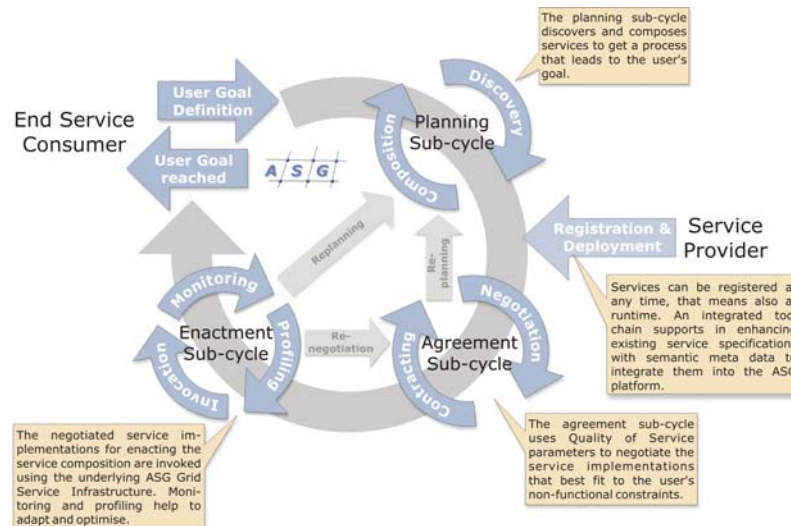 The planning sub-cycle
discovers and composes
services to get a process
that leads to the user's
goal.
User Goal
Definition
End Service
Consumer
User Goal
reached
A S G
Discovery
Planning
Sub-cycle
Composition
Registration &
Deployment
Service
Provider
Replanning
Re-
planning
Services can be registered a
any time, that means also a
runtime. An integrated too
chain supports in enhancing
existing service specification
with semantic meta data to
integrate them into the ASG
platform.
Monitoring
Enactment
Sub-cycle
Profiling
Invocation
Re-
negotiation
Negotiation
Agreement
Sub-cycle
Contracting
The negotiated service im-
plementations for enacting
the service composition are invoked
using the underlying ASG Grid
Service Infrastructure. Moni-
toring and profiling help to
adapt and optimise.
The agreement sub-cycle
uses Quality of Service
parameters to negotiate the
service implementations
that best fit to the user's
non-functional constraints.